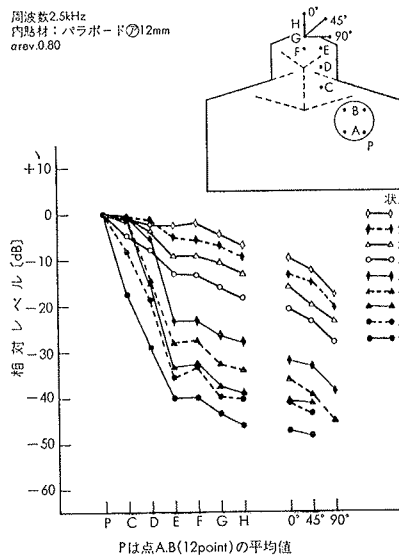 周波数2.5kHz
内貼材：パラボード㋐12mm
arev.0.80
0°
H
45°
G
90°
F
E
D
C
B
A
P
状
+10
0
−10
−20
−30
−40
−50
−60
相対レベル〔dB〕
P C D E F G H 0° 45° 90°
Pは点A.B(12point)の平均値